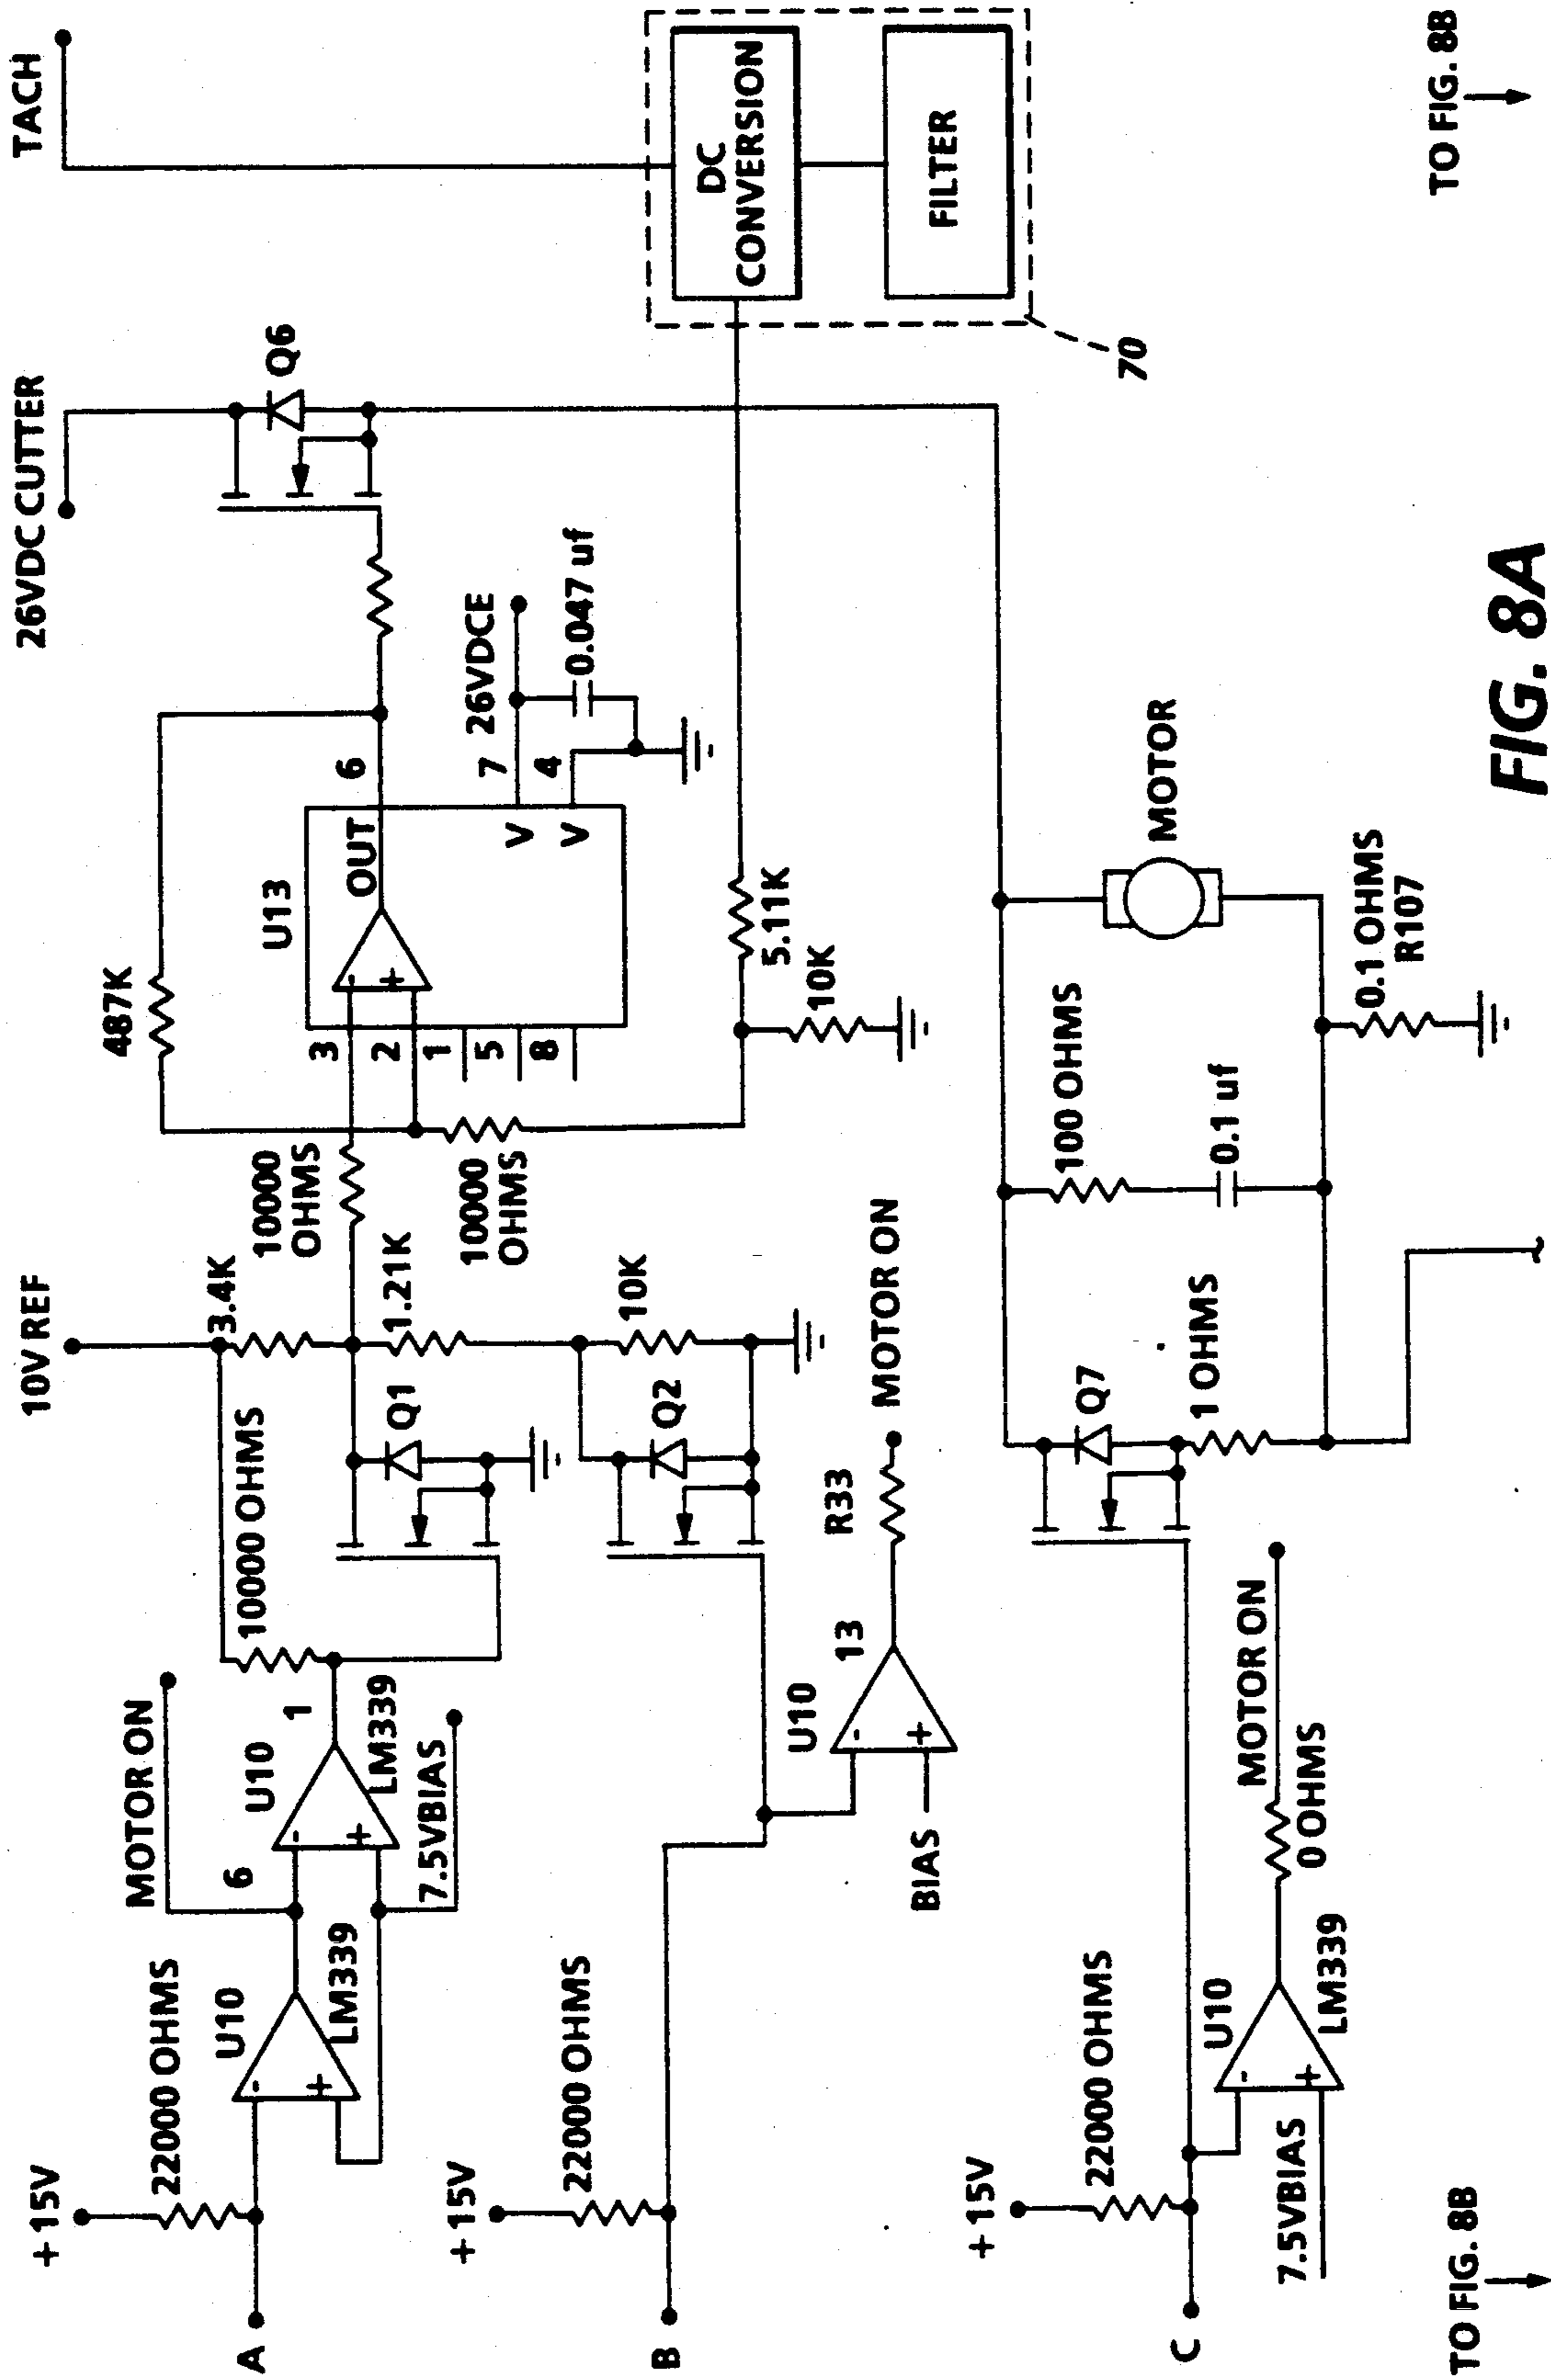 TACH
26VDC CUTTER
Q6
DC
CONVERSION
FILTER
70
487K
U13
OUT
6
3
2
1
5
8
-
+
7
4
V
V
26VDCE
0.047 uf
10000
OHMS
10000
OHMS
5.11K
10K
10V REF
3.4K
1.21K
10K
10000 OHMS
Q1
Q2
MOTOR ON
6
U10
1
-
+
LM339
7.5VBIAS
+15V
22000 OHMS
U10
-
+
LM339
A
+15V
22000 OHMS
B
U10
13
-
+
BIAS
R33
MOTOR ON
+15V
22000 OHMS
C
U10
-
+
LM339
7.5VBIAS
MOTOR ON
0 OHMS
Q7
1 OHMS
100 OHMS
0.1 uf
MOTOR
0.1 OHMS
R107
TO FIG. 8B
TO FIG. 8B
FIG. 8A